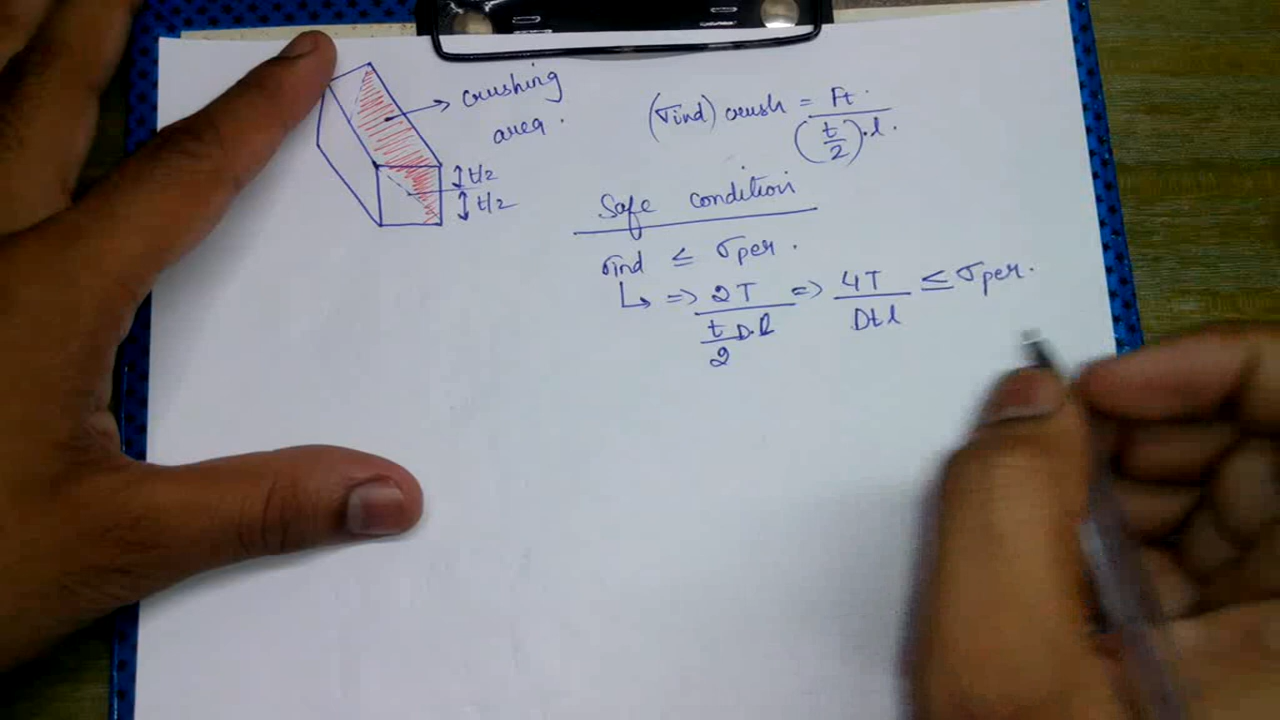 crushing
area.
t/2
t/2
(σind) crush = Ft. / (t/2).l.
Safe condition
σind ≤ σper.
↳ => 2T / (t/2 D.l) => 4T / Dtl ≤ σper.